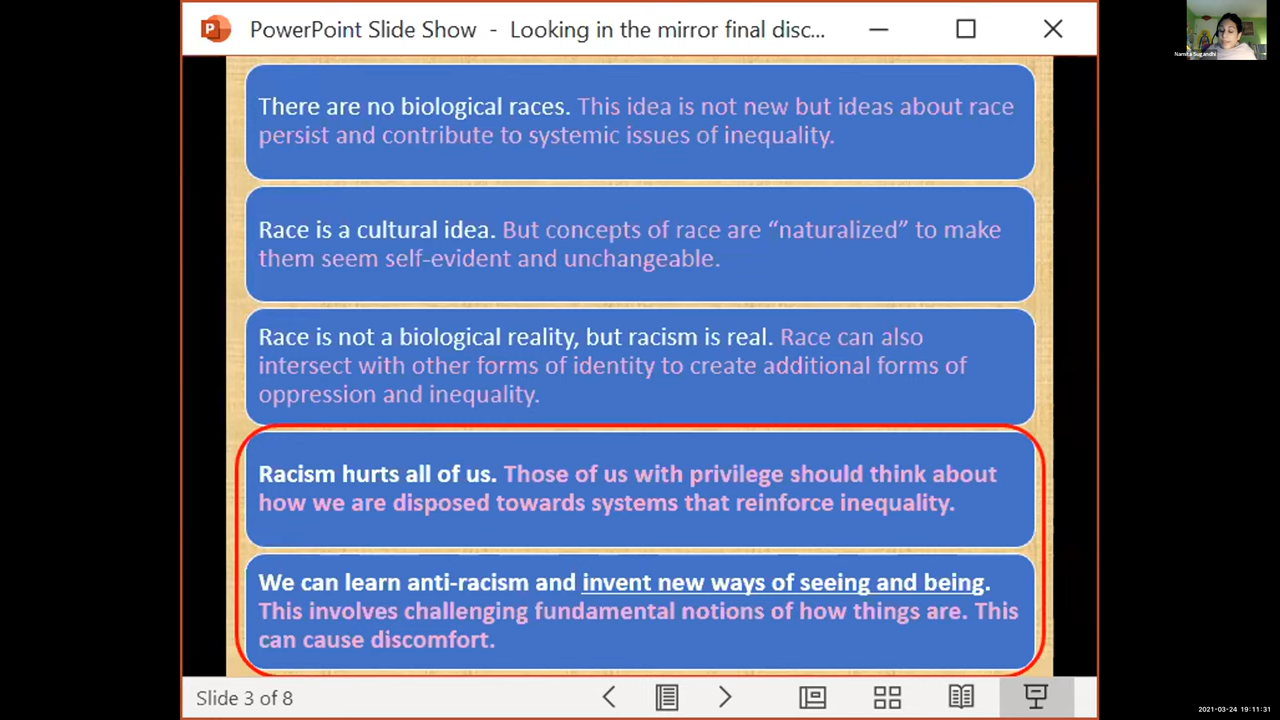 PowerPoint Slide Show - Looking in the mirror final disc...
Namita Sugandhi
There are no biological races. This idea is not new but ideas about race
persist and contribute to systemic issues of inequality.
Race is a cultural idea. But concepts of race are “naturalized” to make
them seem self-evident and unchangeable.
Race is not a biological reality, but racism is real. Race can also
intersect with other forms of identity to create additional forms of
oppression and inequality.
Racism hurts all of us. Those of us with privilege should think about
how we are disposed towards systems that reinforce inequality.
We can learn anti-racism and invent new ways of seeing and being.
This involves challenging fundamental notions of how things are. This
can cause discomfort.
Slide 3 of 8
2021-03-24 19:11:31